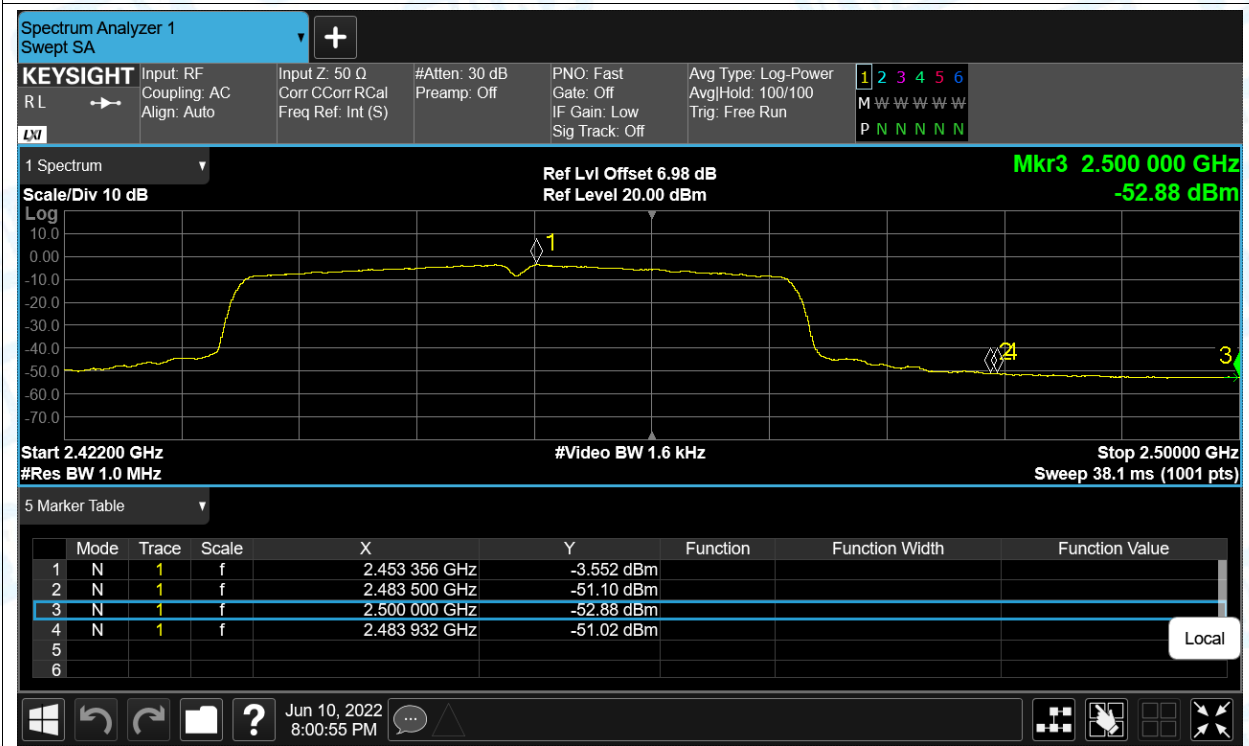 Spectrum Analyzer 1
Swept SA
KEYSIGHT
R L
LXI
Input: RF
Coupling: AC
Align: Auto
Input Z: 50 Ω
Corr CCorr RCal
Freq Ref: Int (S)
#Atten: 30 dB
Preamp: Off
PNO: Fast
Gate: Off
IF Gain: Low
Sig Track: Off
Avg Type: Log-Power
Avg|Hold: 100/100
Trig: Free Run
1 2 3 4 5 6
M W W W W W
P N N N N N
1 Spectrum
Scale/Div 10 dB
Ref Lvl Offset 6.98 dB
Ref Level 20.00 dBm
Mkr3 2.500 000 GHz
-52.88 dBm
Log
10.0
0.00
-10.0
-20.0
-30.0
-40.0
-50.0
-60.0
-70.0
1
2
4
3
Start 2.42200 GHz
#Video BW 1.6 kHz
Stop 2.50000 GHz
#Res BW 1.0 MHz
Sweep 38.1 ms (1001 pts)
5 Marker Table
Mode Trace Scale X Y Function Function Width Function Value
1 N 1 f 2.453 356 GHz -3.552 dBm
2 N 1 f 2.483 500 GHz -51.10 dBm
3 N 1 f 2.500 000 GHz -52.88 dBm
4 N 1 f 2.483 932 GHz -51.02 dBm
5
6
Local
?
Jun 10, 2022
8:00:55 PM